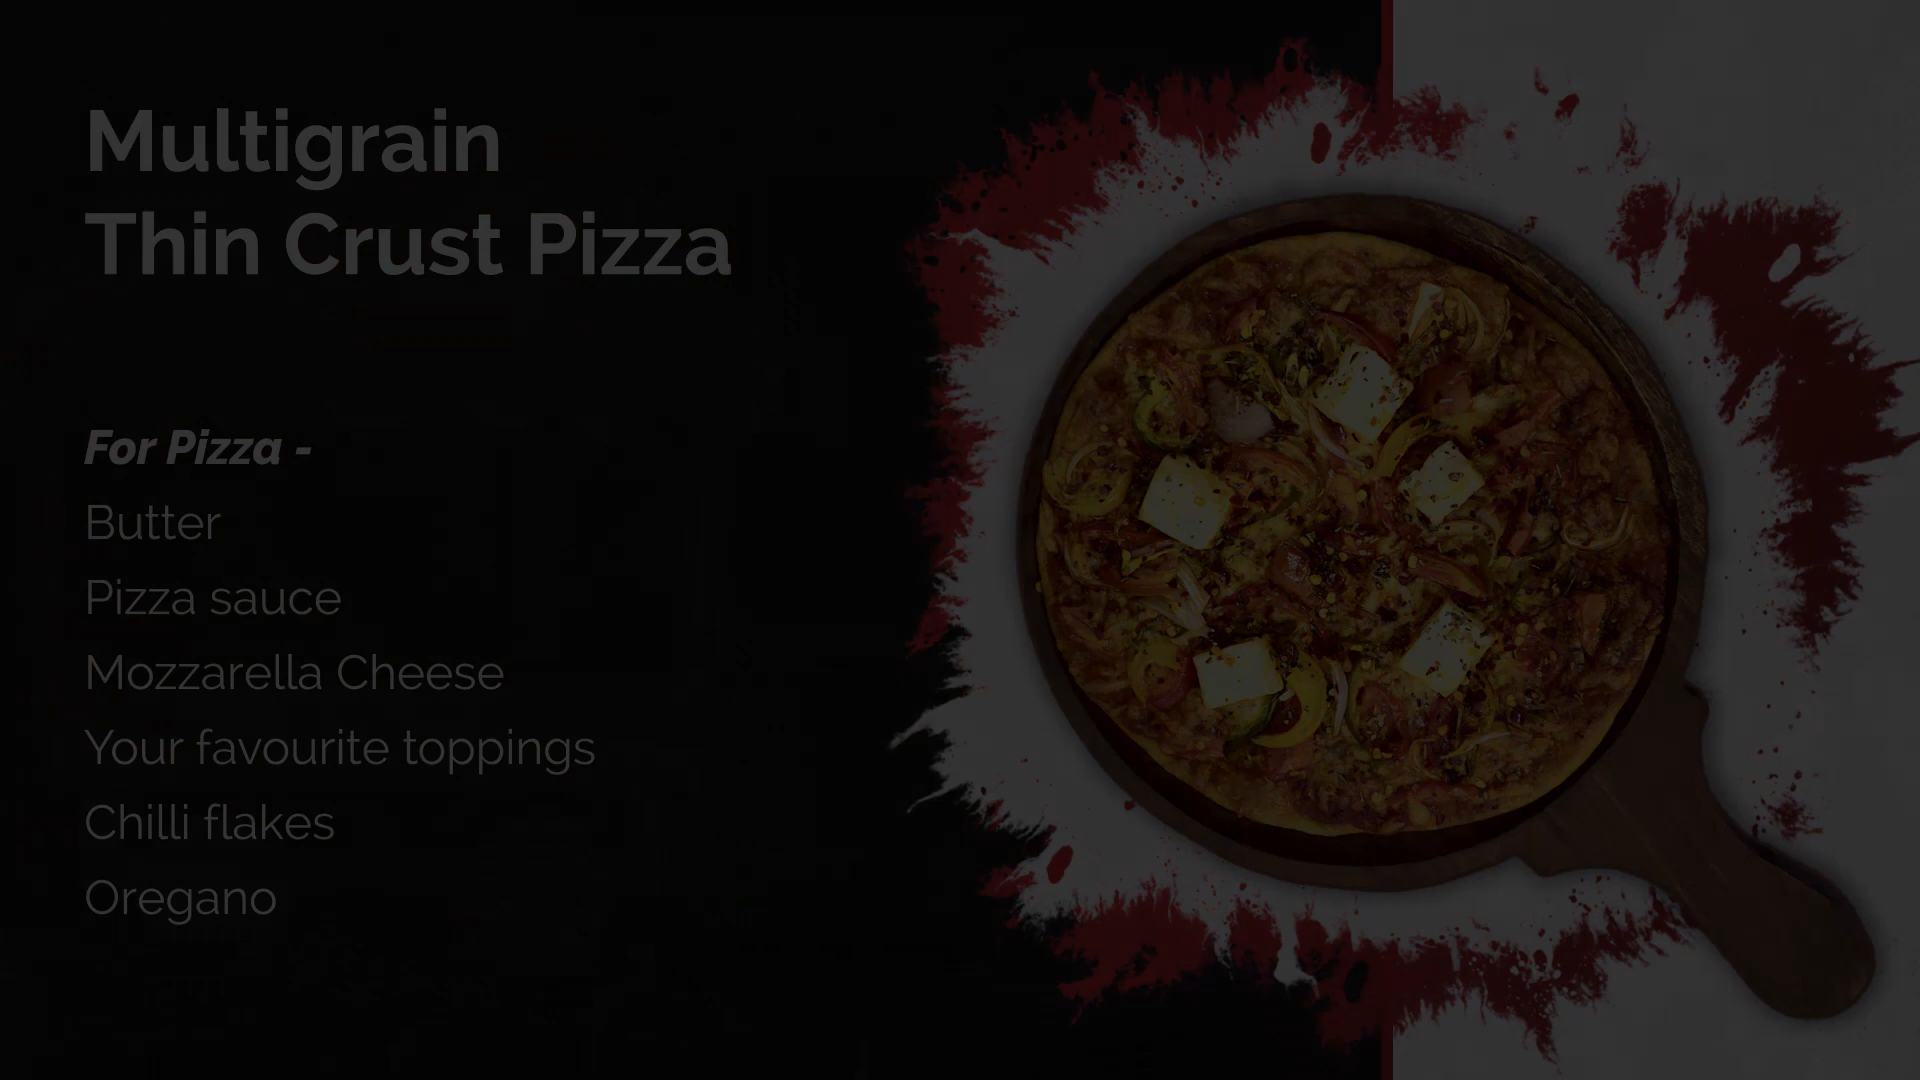 Multigrain
Thin Crust Pizza
For Pizza -
Butter
Pizza sauce
Mozzarella Cheese
Your favourite toppings
Chilli flakes
Oregano